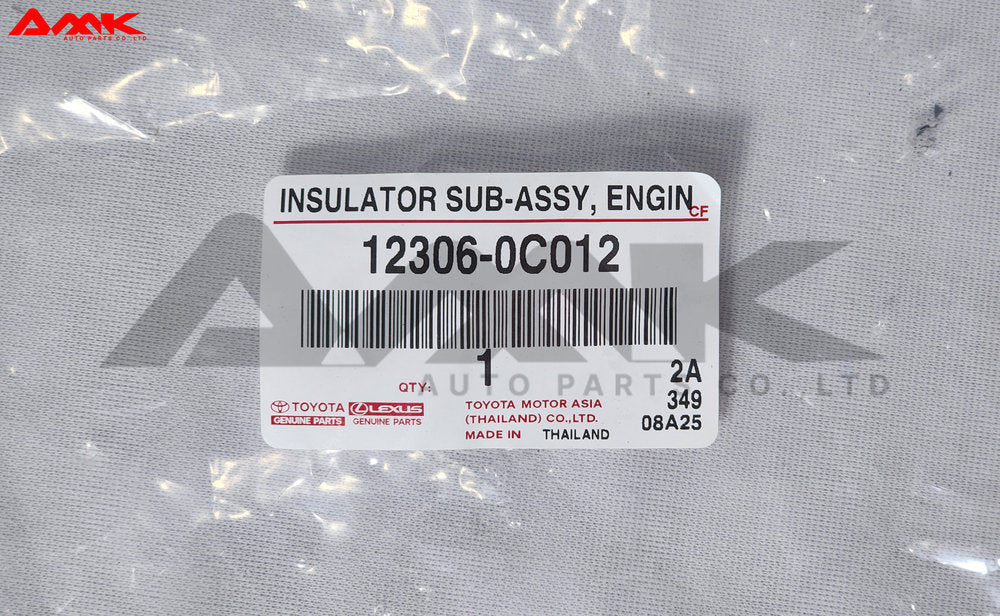 AMK
AUTO PARTS CO.,LTD
INSULATOR SUB-ASSY, ENGIN
CF
12306-0C012
AMK
AUTO PARTS CO., LTD
QTY: 1
2A
349
08A25
TOYOTA
GENUINE PARTS
LEXUS
GENUINE PARTS
TOYOTA MOTOR ASIA
(THAILAND) CO.,LTD.
MADE IN THAILAND